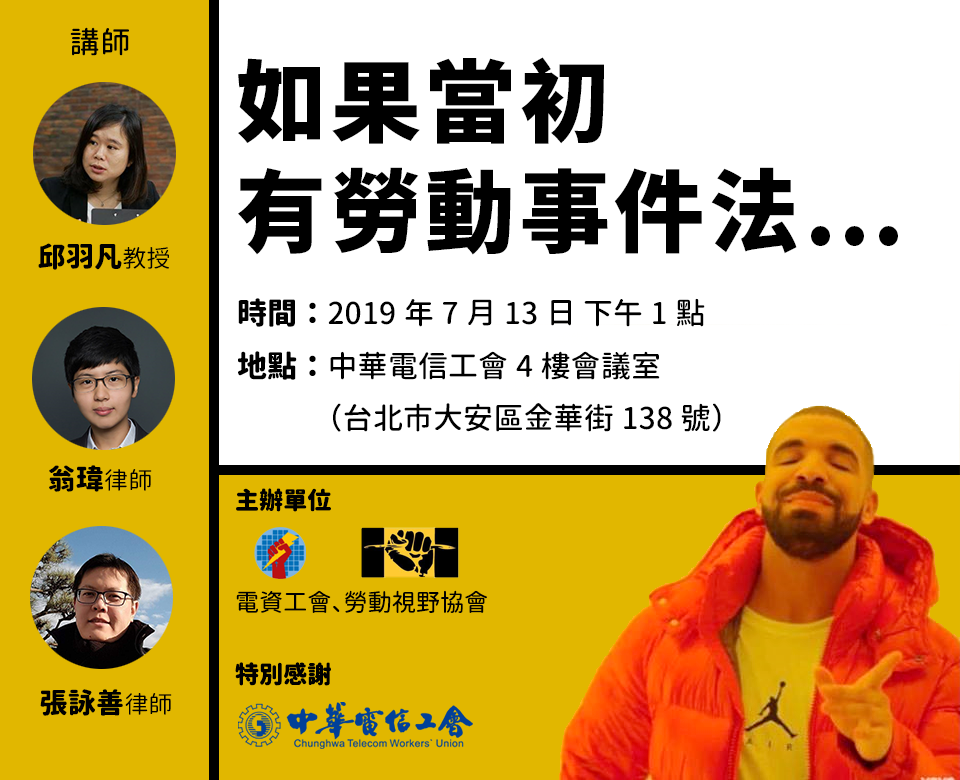 講師
邱羽凡教授
翁瑋律師
張詠善律師
如果當初
有勞動事件法...
時間：2019 年 7 月 13 日 下午 1 點
地點：中華電信工會 4 樓會議室
（台北市大安區金華街 138 號）
主辦單位
電資工會、勞動視野協會
特別感謝
中華電信工會
Chunghwa Telecom Workers` Union
AIR